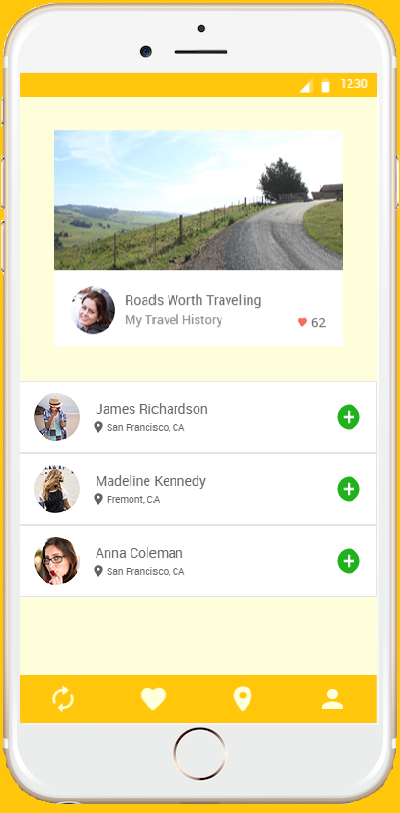 12:30
Roads Worth Traveling
My Travel History
62
James Richardson
San Francisco, CA
Madeline Kennedy
Fremont, C.A
Anna Coleman
San Francisco, CA